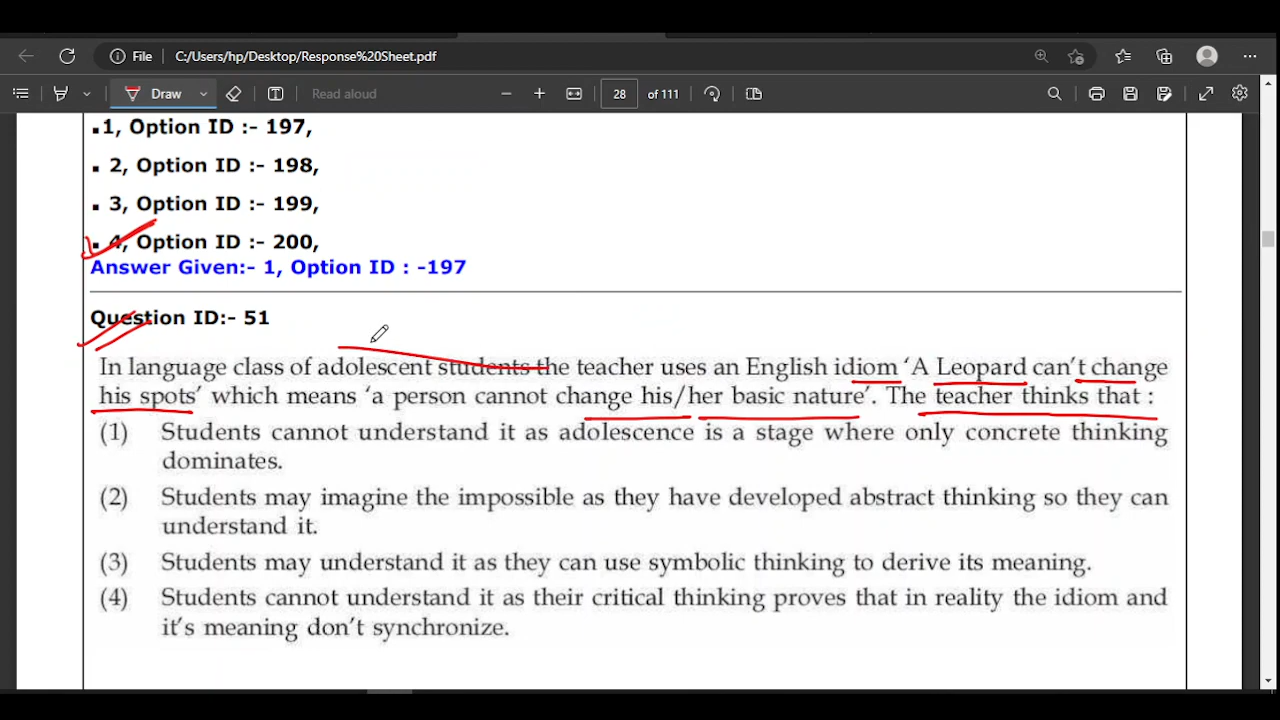 File C:/Users/hp/Desktop/Response%20Sheet.pdf
Draw Read aloud 28 of 111
1, Option ID :- 197,
2, Option ID :- 198,
3, Option ID :- 199,
4, Option ID :- 200,
Answer Given:- 1, Option ID : -197
Question ID:- 51
In language class of adolescent students the teacher uses an English idiom ‘A Leopard can’t change
his spots’ which means ‘a person cannot change his/her basic nature’. The teacher thinks that :
(1) Students cannot understand it as adolescence is a stage where only concrete thinking
dominates.
(2) Students may imagine the impossible as they have developed abstract thinking so they can
understand it.
(3) Students may understand it as they can use symbolic thinking to derive its meaning.
(4) Students cannot understand it as their critical thinking proves that in reality the idiom and
it’s meaning don’t synchronize.